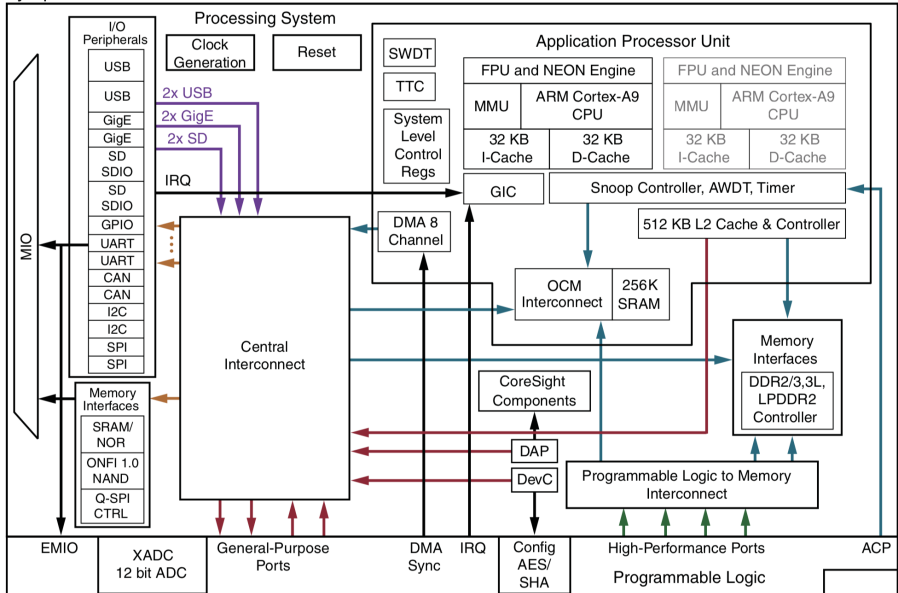 Processing System
I/O
Peripherals
USB
USB
GigE
GigE
SD
SDIO
SD
SDIO
GPIO
UART
UART
CAN
CAN
I2C
I2C
SPI
SPI
MIO
Clock
Generation
Reset
2x USB
2x GigE
2x SD
IRQ
SWDT
TTC
System
Level
Control
Regs
Application Processor Unit
FPU and NEON Engine
MMU
ARM Cortex-A9
CPU
32 KB
I-Cache
32 KB
D-Cache
FPU and NEON Engine
MMU
ARM Cortex-A9
CPU
32 KB
I-Cache
32 KB
D-Cache
GIC
Snoop Controller, AWDT, Timer
DMA 8
Channel
512 KB L2 Cache & Controller
OCM
Interconnect
256K
SRAM
Central
Interconnect
Memory
Interfaces
DDR2/3,3L,
LPDDR2
Controller
CoreSight
Components
DAP
DevC
Programmable Logic to Memory
Interconnect
Memory
Interfaces
SRAM/
NOR
ONFI 1.0
NAND
Q-SPI
CTRL
EMIO
XADC
12 bit ADC
General-Purpose
Ports
DMA
Sync
IRQ
Config
AES/
SHA
High-Performance Ports
ACP
Programmable Logic